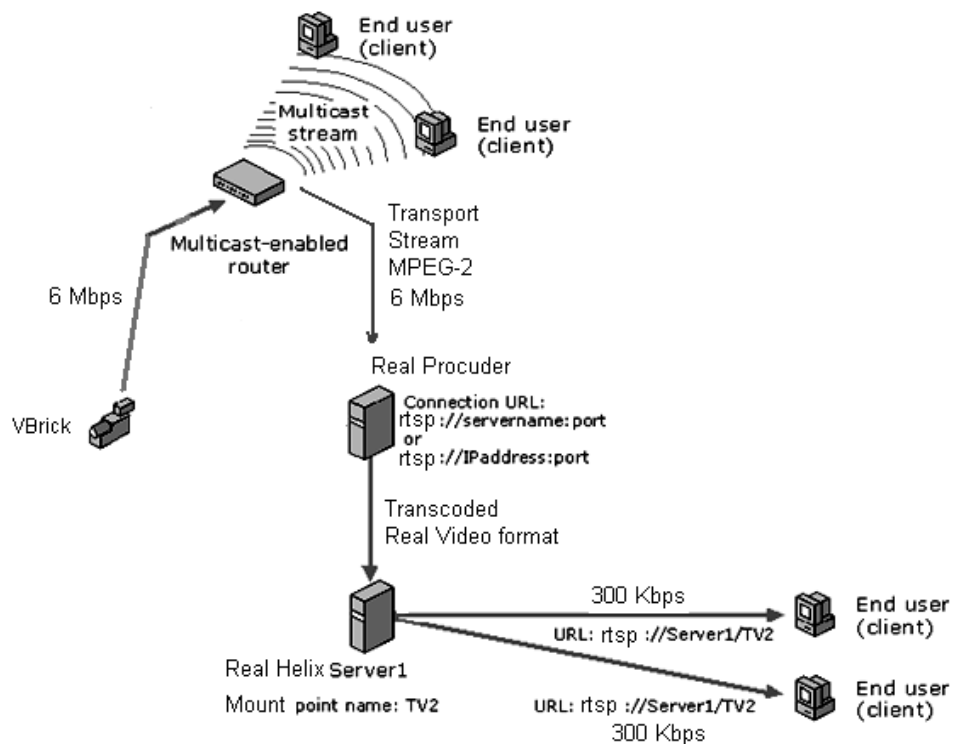 End user
(client)
Multicast
stream
End user
(client)
Transport
Stream
MPEG-2
6 Mbps
Multicast-enabled
router
6 Mbps
VBrick
Real Procuder
Connection URL:
rtsp ://servername:port
or
rtsp ://IPaddress:port
Transcoded
Real Video format
300 Kbps
URL: rtsp ://Server1/TV2
End user
(client)
Real Helix Server1
Mount point name: TV2
URL: rtsp ://Server1/TV2
300 Kbps
End user
(client)